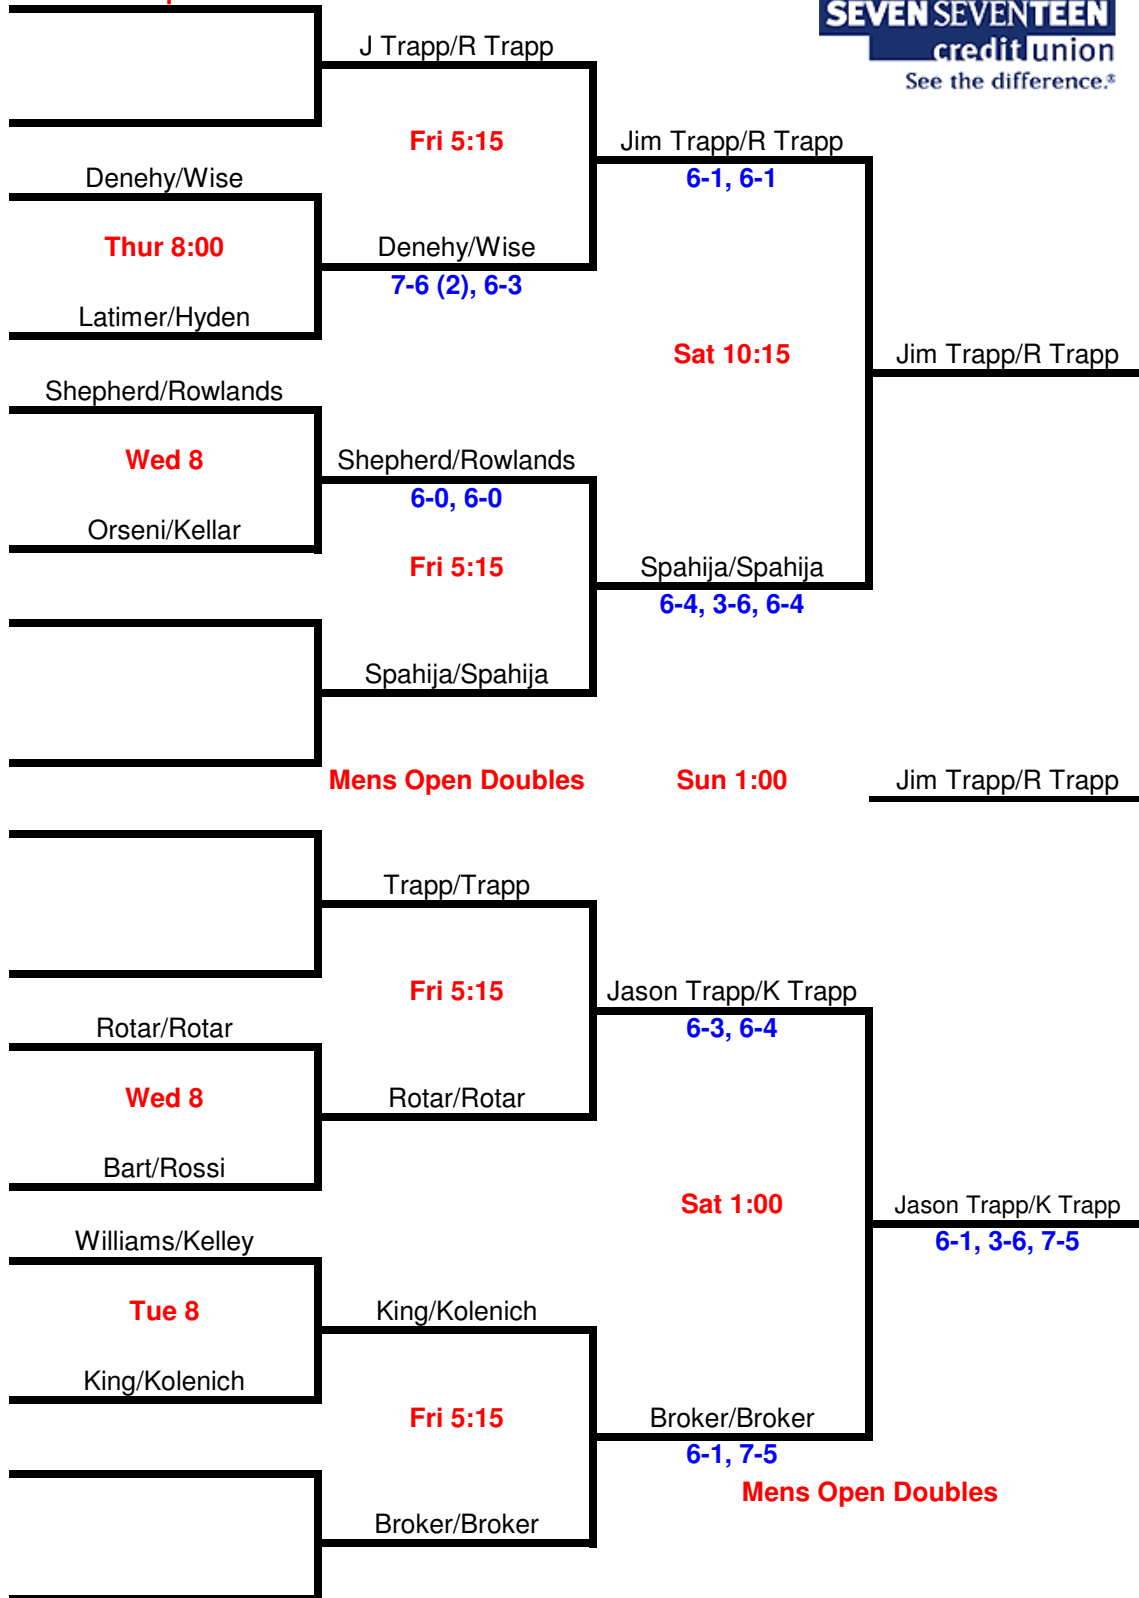 SEVEN SEVENTEEN
credit union
See the difference.®
J Trapp/R Trapp
Fri 5:15
Jim Trapp/R Trapp
6-1, 6-1
Denehy/Wise
Thur 8:00
Denehy/Wise
7-6 (2), 6-3
Latimer/Hyden
Sat 10:15
Jim Trapp/R Trapp
Shepherd/Rowlands
Wed 8
Shepherd/Rowlands
6-0, 6-0
Orseni/Kellar
Fri 5:15
Spahija/Spahija
6-4, 3-6, 6-4
Spahija/Spahija
Mens Open Doubles
Sun 1:00
Jim Trapp/R Trapp
Trapp/Trapp
Fri 5:15
Jason Trapp/K Trapp
6-3, 6-4
Rotar/Rotar
Wed 8
Rotar/Rotar
Bart/Rossi
Sat 1:00
Jason Trapp/K Trapp
6-1, 3-6, 7-5
Williams/Kelley
Tue 8
King/Kolenich
King/Kolenich
Fri 5:15
Broker/Broker
6-1, 7-5
Mens Open Doubles
Broker/Broker